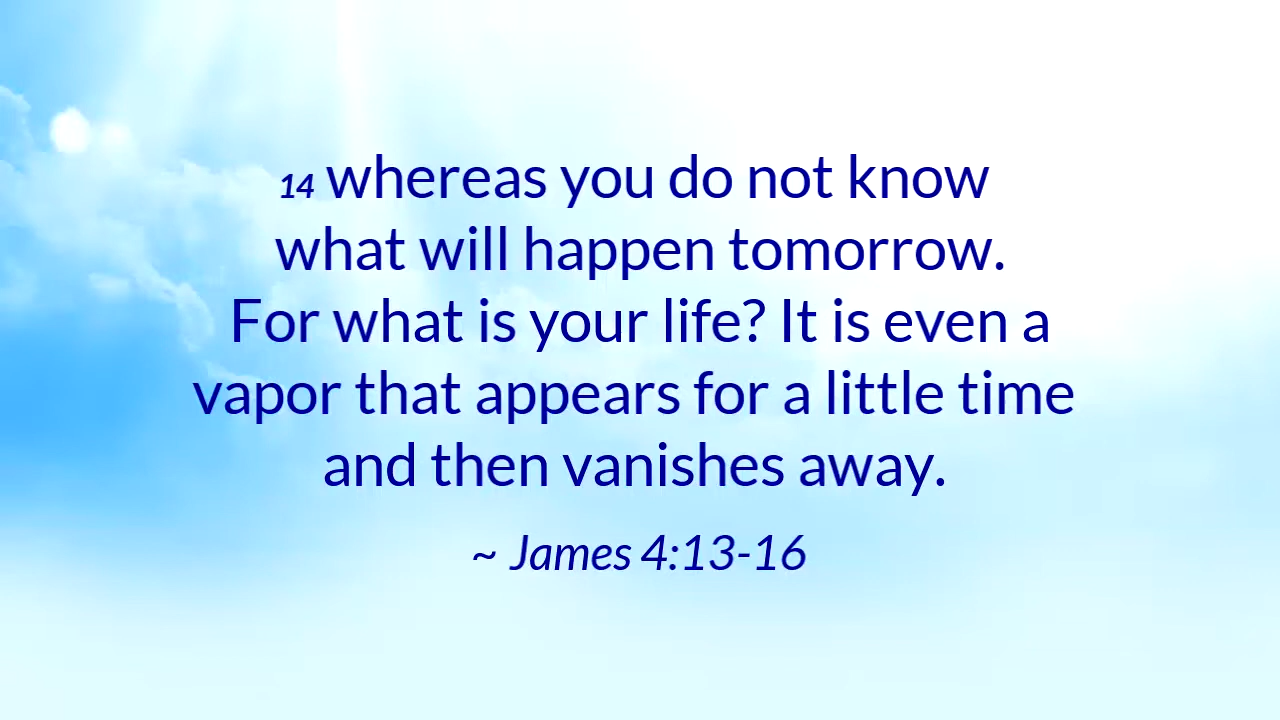 14 whereas you do not know
what will happen tomorrow.
For what is your life? It is even a
vapor that appears for a little time
and then vanishes away.
~ James 4:13-16